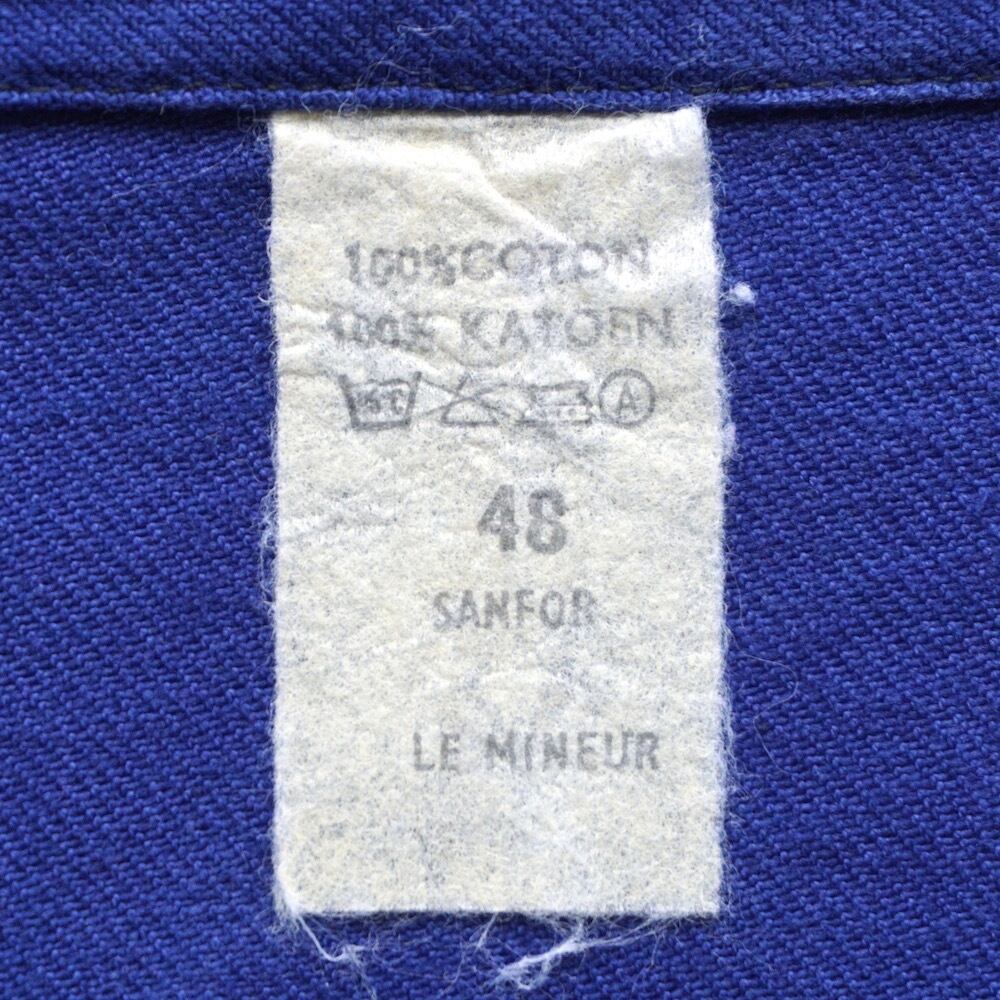 100% COTON
100% KATOEN
A
48
SANFOR
LE MINEUR